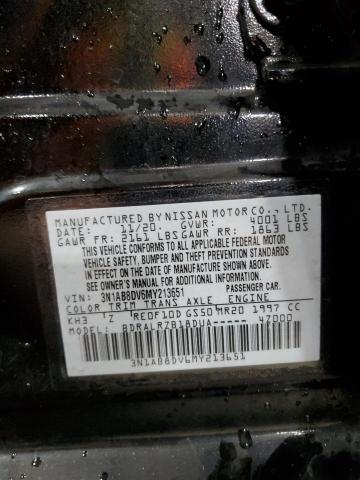 MANUFACTURED BY NISSAN MOTOR CO., LTD.
DATE: 11/20 GVWR: 4001 LBS
GAWR FR: 2161 LBS GAWR RR: 1863 LBS
THIS VEHICLE CONFORMS TO ALL APPLICABLE FEDERAL MOTOR
VEHICLE SAFETY, BUMPER AND THEFT PREVENTION STANDARDS
IN EFFECT ON THE DATE OF MANUFACTURE SHOWN ABOVE.
SEE OWNER'S MANUAL FOR ADDITIONAL INFORMATION.
VIN: 3N1AB8DV6MY213651 PASSENGER CAR.
COLOR TRIM TRANS AXLE ENGINE
KH3 Z RE0F10D GS50 MR20 1997 CC
MODEL: BDRALRZB18DUA----- 47000
3N1AB8DV6MY213651